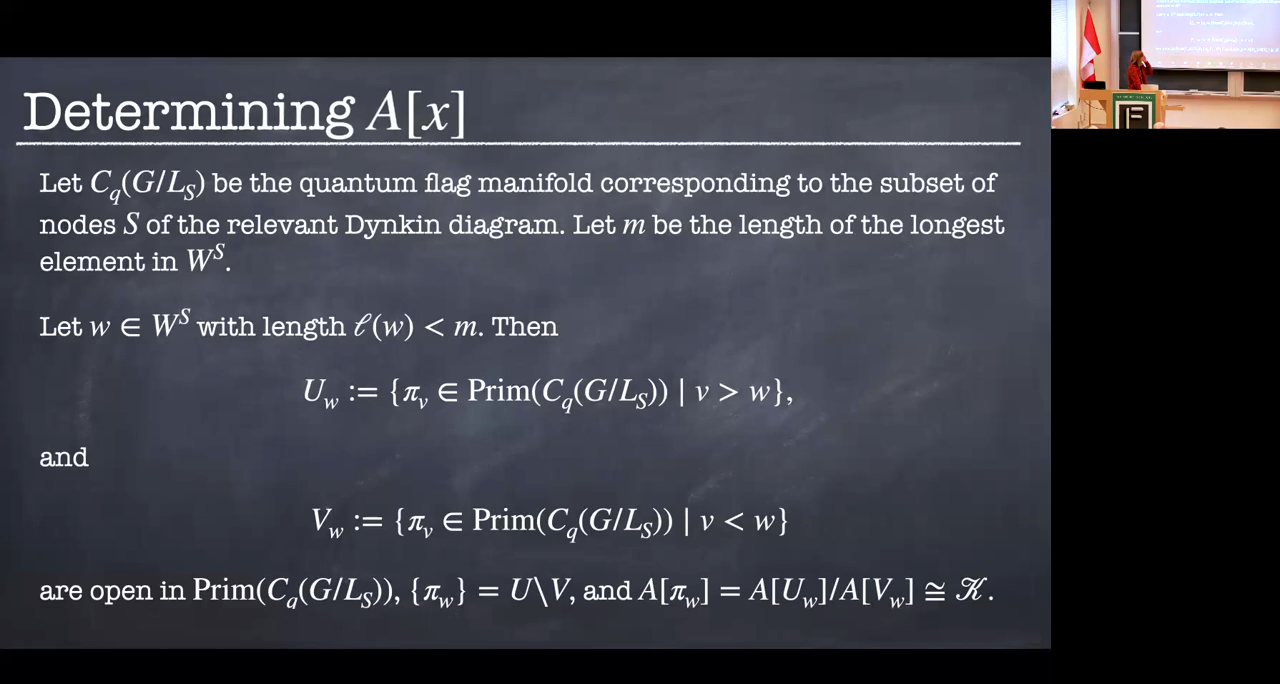 Determining A[x]
Let C_q(G/L_S) be the quantum flag manifold corresponding to the subset of
nodes S of the relevant Dynkin diagram. Let m be the length of the longest
element in W^S.
Let w ∈ W^S with length ℓ(w) < m. Then
U_w := {π_v ∈ Prim(C_q(G/L_S)) | v > w},
and
V_w := {π_v ∈ Prim(C_q(G/L_S)) | v < w}
are open in Prim(C_q(G/L_S)), {π_w} = U\V, and A[π_w] = A[U_w]/A[V_w] ≅ 𝒦.